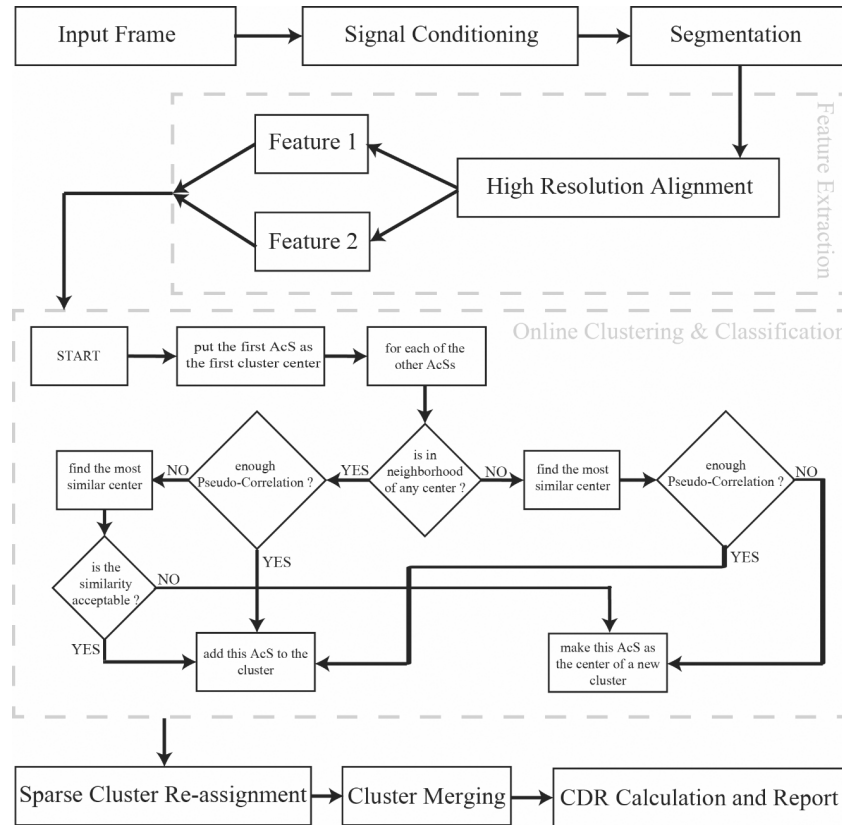 Input Frame
Signal Conditioning
Segmentation
Feature Extraction
Feature 1
High Resolution Alignment
Feature 2
Online Clustering & Classification
START
put the first AcS as
the first cluster center
for each of the
other AcSs
find the most
similar center
NO
enough
Pseudo-Correlation ?
YES
is in
neighborhood
of any center ?
NO
find the most
similar center
enough
Pseudo-Correlation ?
NO
YES
YES
is the
similarity
acceptable ?
NO
YES
add this AcS to the
cluster
make this AcS as
the center of a new
cluster
Sparse Cluster Re-assignment
Cluster Merging
CDR Calculation and Report